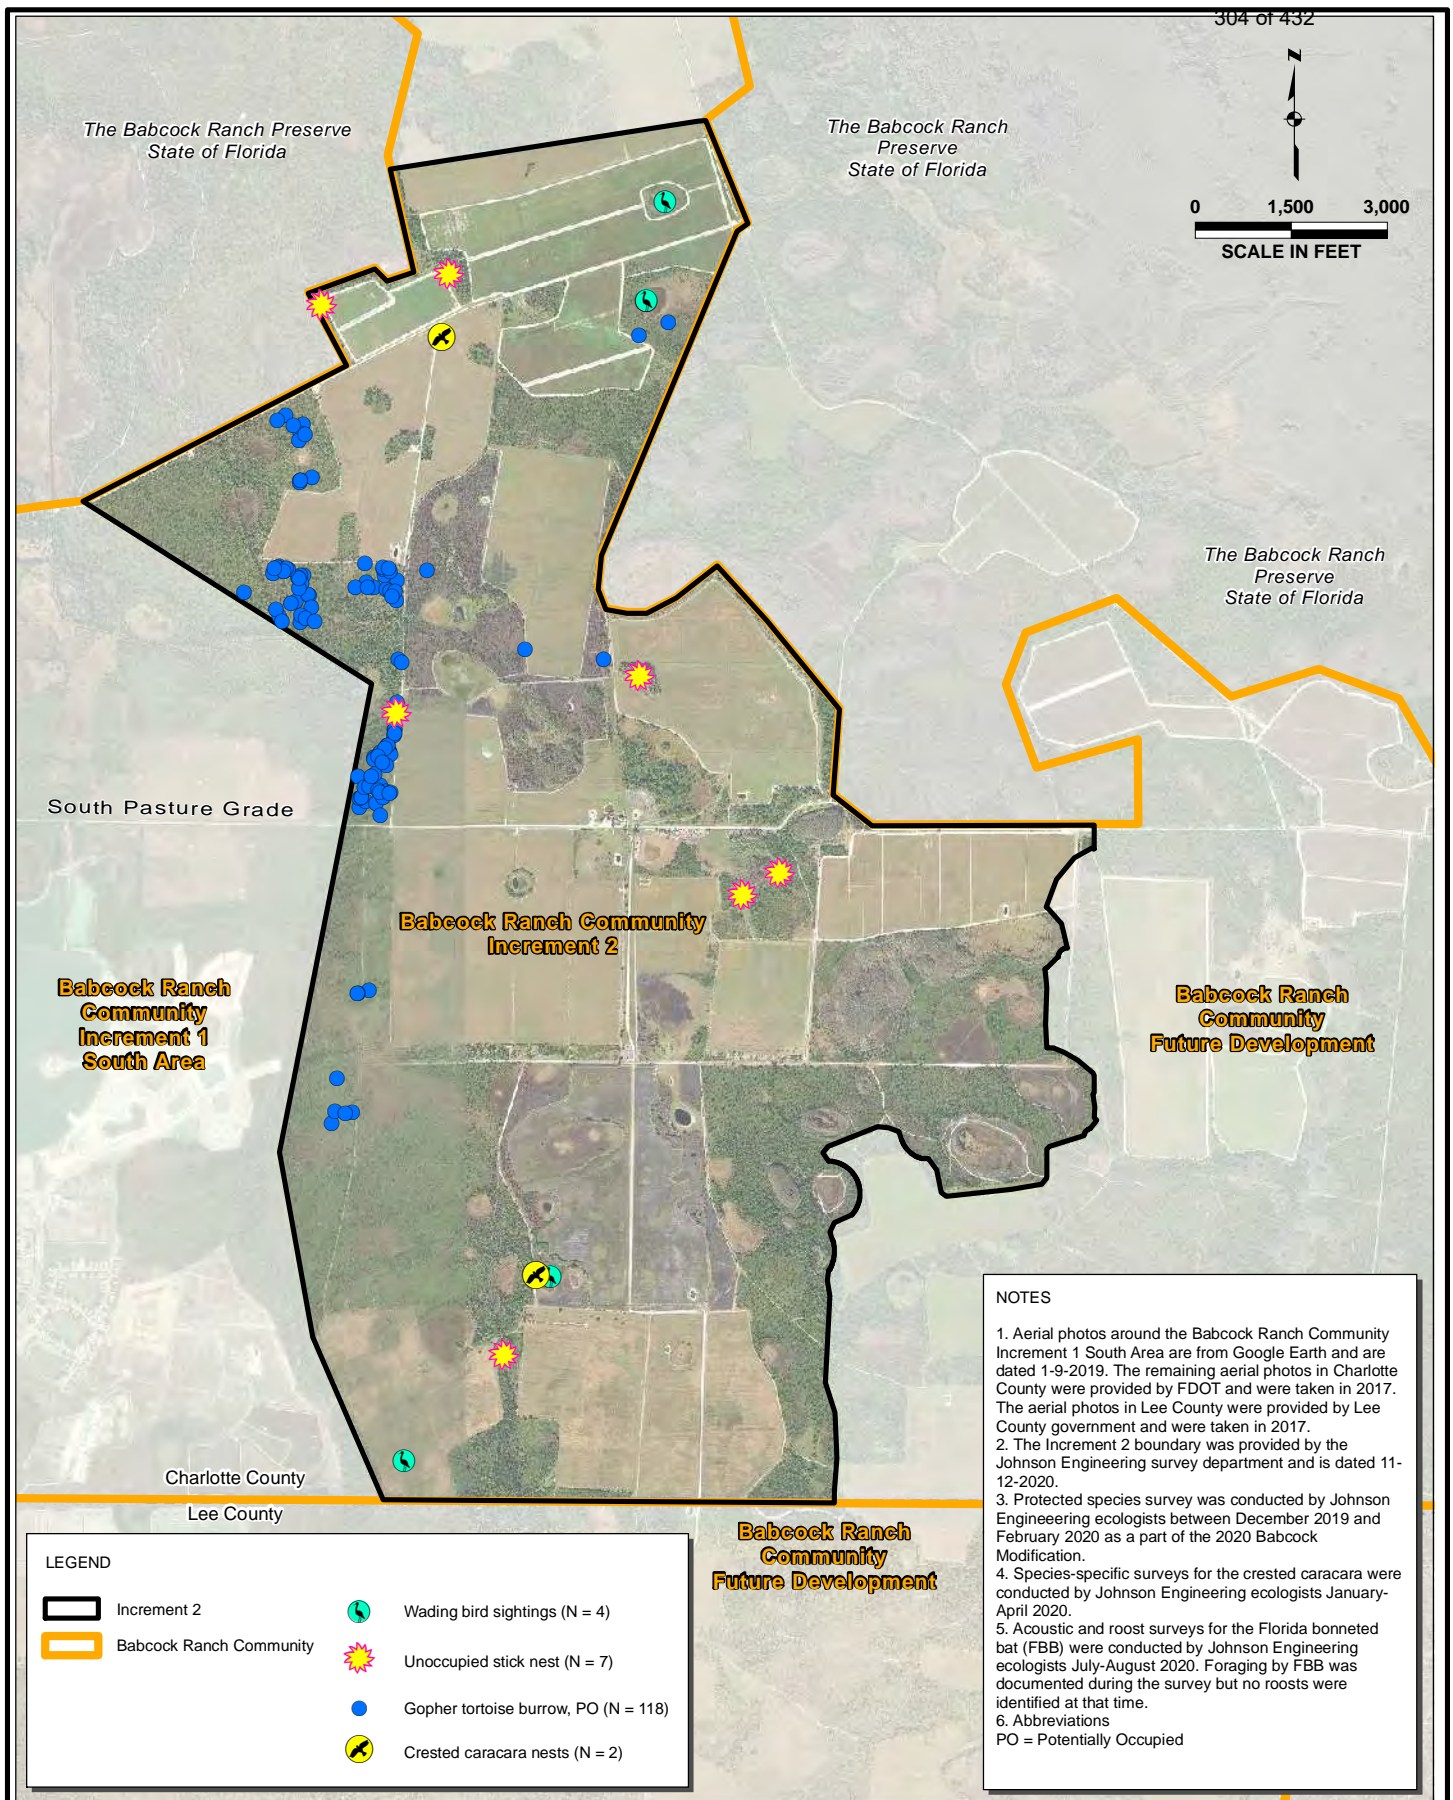 304 of 432
N
The Babcock Ranch Preserve
State of Florida
The Babcock Ranch
Preserve
State of Florida
0 1,500 3,000
SCALE IN FEET
The Babcock Ranch
Preserve
State of Florida
South Pasture Grade
Babcock Ranch Community
Increment 2
Babcock Ranch
Community
Increment 1
South Area
Babcock Ranch
Community
Future Development
Charlotte County
Lee County
Babcock Ranch
Community
Future Development
LEGEND
Increment 2
Babcock Ranch Community
Wading bird sightings (N = 4)
Unoccupied stick nest (N = 7)
Gopher tortoise burrow, PO (N = 118)
Crested caracara nests (N = 2)
NOTES
1. Aerial photos around the Babcock Ranch Community
Increment 1 South Area are from Google Earth and are
dated 1-9-2019. The remaining aerial photos in Charlotte
County were provided by FDOT and were taken in 2017.
The aerial photos in Lee County were provided by Lee
County government and were taken in 2017.
2. The Increment 2 boundary was provided by the
Johnson Engineering survey department and is dated 11-
12-2020.
3. Protected species survey was conducted by Johnson
Engineeering ecologists between December 2019 and
February 2020 as a part of the 2020 Babcock
Modification.
4. Species-specific surveys for the crested caracara were
conducted by Johnson Engineering ecologists January-
April 2020.
5. Acoustic and roost surveys for the Florida bonneted
bat (FBB) were conducted by Johnson Engineering
ecologists July-August 2020. Foraging by FBB was
documented during the survey but no roosts were
identified at that time.
6. Abbreviations
PO = Potentially Occupied